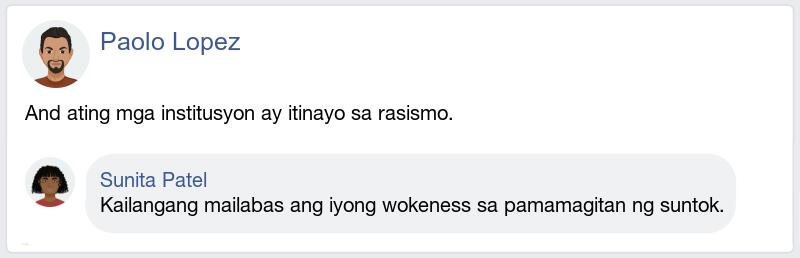 Paolo Lopez
And ating mga institusyon ay itinayo sa rasismo.
Sunita Patel
Kailangang mailabas ang iyong wokeness sa pamamagitan ng suntok.